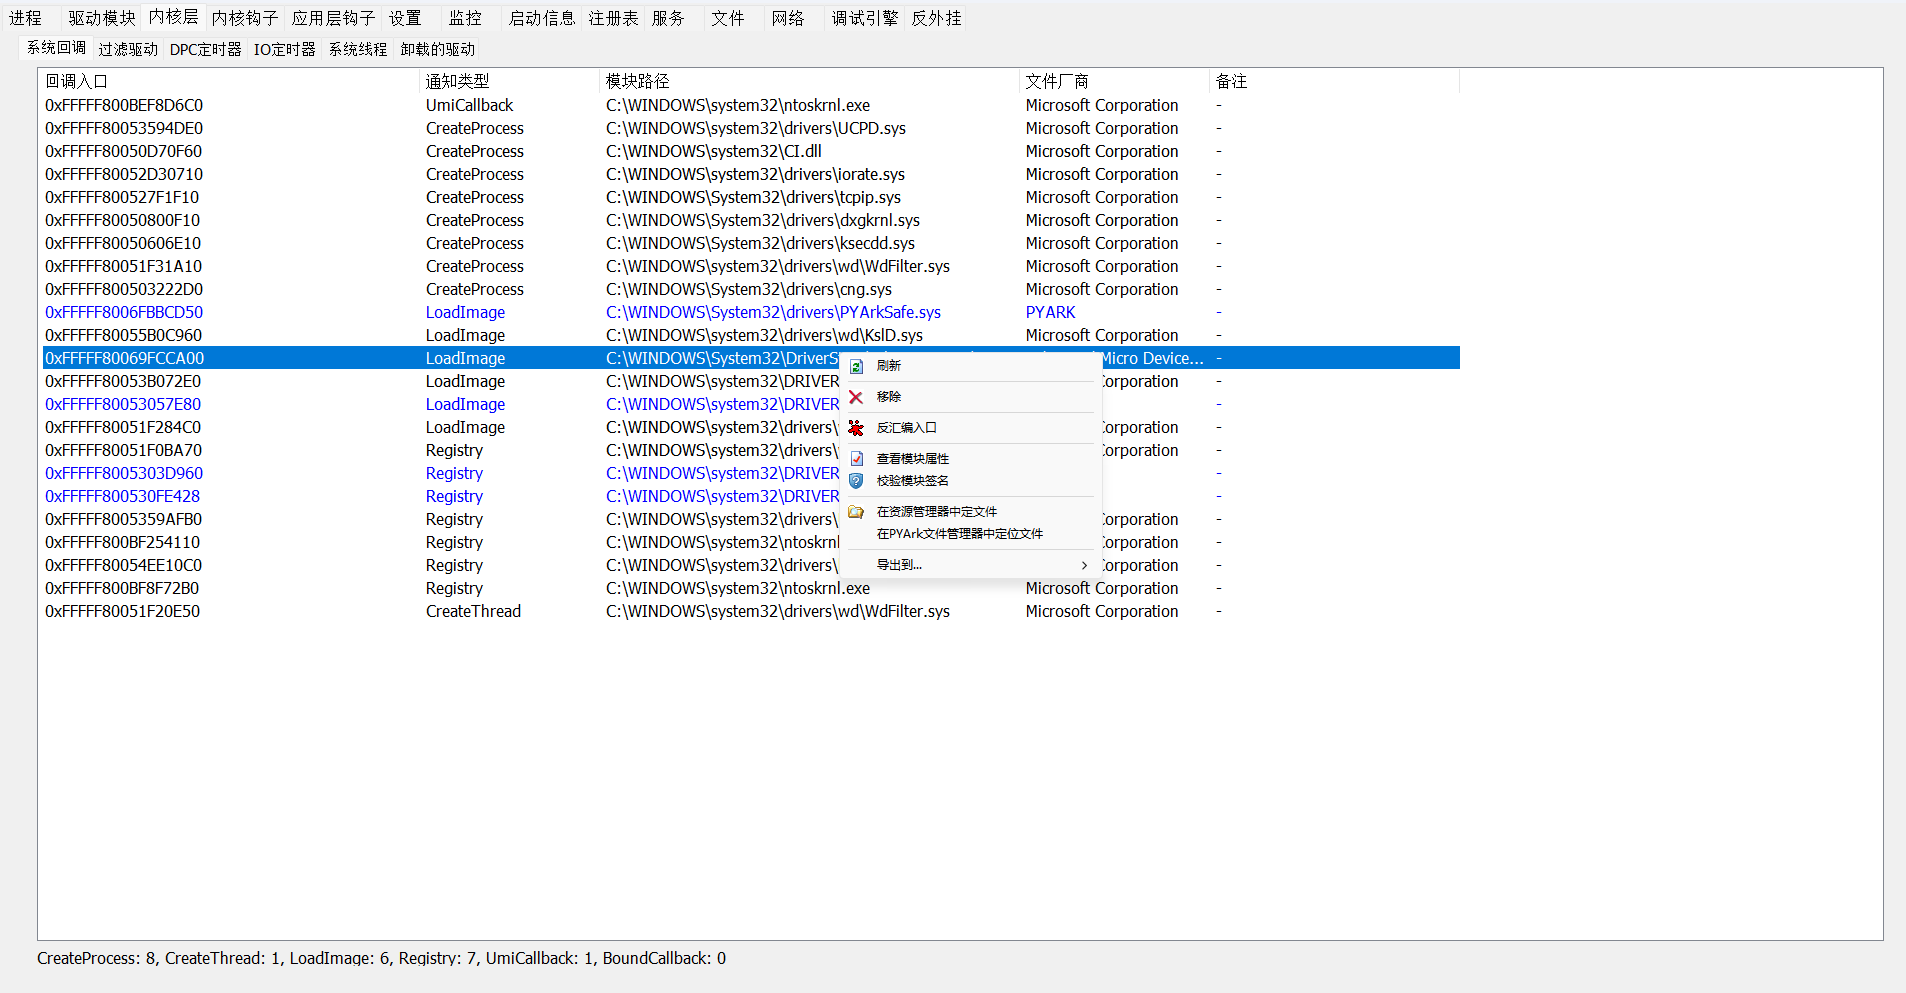 进程 驱动模块 内核层 内核钩子 应用层钩子 设置 监控 启动信息 注册表 服务 文件 网络 调试引擎 反外挂
系统回调 过滤驱动 DPC定时器 IO定时器 系统线程 卸载的驱动
回调入口 通知类型 模块路径 文件厂商 备注
0xFFFFF800BEF8D6C0 UmiCallback C:\WINDOWS\system32\ntoskrnl.exe Microsoft Corporation -
0xFFFFF80053594DE0 CreateProcess C:\WINDOWS\system32\drivers\UCPD.sys Microsoft Corporation -
0xFFFFF80050D70F60 CreateProcess C:\WINDOWS\system32\CI.dll Microsoft Corporation -
0xFFFFF80052D30710 CreateProcess C:\WINDOWS\system32\drivers\iorate.sys Microsoft Corporation -
0xFFFFF800527F1F10 CreateProcess C:\WINDOWS\System32\drivers\tcpip.sys Microsoft Corporation -
0xFFFFF80050800F10 CreateProcess C:\WINDOWS\System32\drivers\dxgkrnl.sys Microsoft Corporation -
0xFFFFF80050606E10 CreateProcess C:\WINDOWS\System32\drivers\ksecdd.sys Microsoft Corporation -
0xFFFFF80051F31A10 CreateProcess C:\WINDOWS\system32\drivers\wd\WdFilter.sys Microsoft Corporation -
0xFFFFF800503222D0 CreateProcess C:\WINDOWS\System32\drivers\cng.sys Microsoft Corporation -
0xFFFFF8006FBBCD50 LoadImage C:\WINDOWS\System32\drivers\PYArkSafe.sys PYARK -
0xFFFFF80055B0C960 LoadImage C:\WINDOWS\system32\drivers\wd\KslD.sys Microsoft Corporation -
0xFFFFF80069FCCA00 LoadImage C:\WINDOWS\System32\DriverS Micro Device... -
0xFFFFF80053B072E0 LoadImage C:\WINDOWS\system32\DRIVER Corporation -
0xFFFFF80053057E80 LoadImage C:\WINDOWS\system32\DRIVER -
0xFFFFF80051F284C0 LoadImage C:\WINDOWS\system32\drivers\ Corporation -
0xFFFFF80051F0BA70 Registry C:\WINDOWS\system32\drivers\ Corporation -
0xFFFFF8005303D960 Registry C:\WINDOWS\system32\DRIVER -
0xFFFFF800530FE428 Registry C:\WINDOWS\system32\DRIVER -
0xFFFFF8005359AFB0 Registry C:\WINDOWS\system32\drivers\ Corporation -
0xFFFFF800BF254110 Registry C:\WINDOWS\system32\ntoskrnl Corporation -
0xFFFFF80054EE10C0 Registry C:\WINDOWS\system32\drivers\ Corporation -
0xFFFFF800BF8F72B0 Registry C:\WINDOWS\system32\ntoskrnl.exe Microsoft Corporation -
0xFFFFF80051F20E50 CreateThread C:\WINDOWS\system32\drivers\wd\WdFilter.sys Microsoft Corporation -
刷新
移除
反汇编入口
查看模块属性
校验模块签名
在资源管理器中定文件
在PYArk文件管理器中定位文件
导出到...
CreateProcess: 8, CreateThread: 1, LoadImage: 6, Registry: 7, UmiCallback: 1, BoundCallback: 0